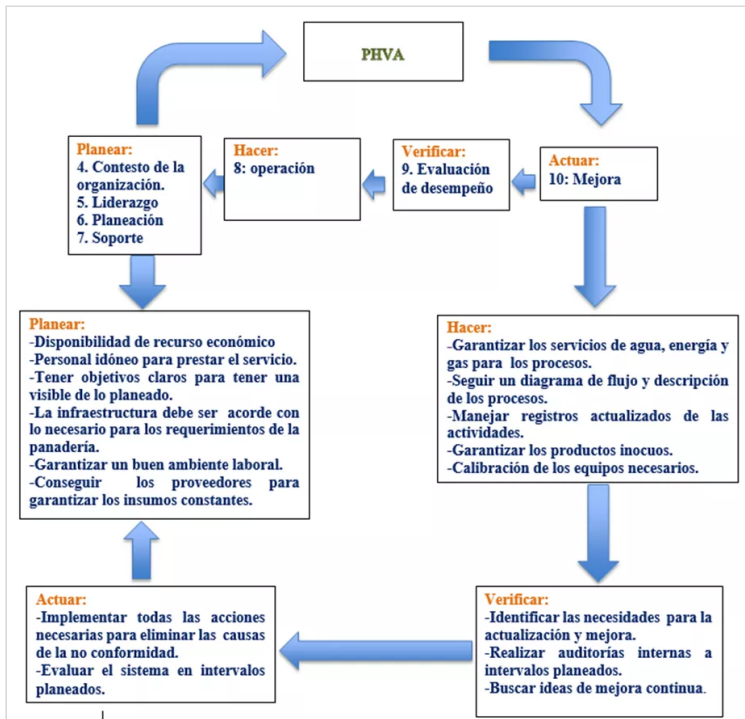 PHVA
Planear:
4. Contesto de la
organización.
5. Liderazgo
6. Planeación
7. Soporte
Hacer:
8: operación
Verificar:
9. Evaluación
de desempeño
Actuar:
10: Mejora
Planear:
-Disponibilidad de recurso económico
-Personal idóneo para prestar el servicio.
-Tener objetivos claros para tener una
visible de lo planeado.
-La infraestructura debe ser acorde con
lo necesario para los requerimientos de la
panadería.
-Garantizar un buen ambiente laboral.
-Conseguir los proveedores para
garantizar los insumos constantes.
Hacer:
-Garantizar los servicios de agua, energía y
gas para los procesos.
-Seguir un diagrama de flujo y descripción
de los procesos.
-Manejar registros actualizados de las
actividades.
-Garantizar los productos inocuos.
-Calibración de los equipos necesarios.
Actuar:
-Implementar todas las acciones
necesarias para eliminar las causas
de la no conformidad.
-Evaluar el sistema en intervalos
planeados.
Verificar:
-Identificar las necesidades para la
actualización y mejora.
-Realizar auditorías internas a
intervalos planeados.
-Buscar ideas de mejora continua.